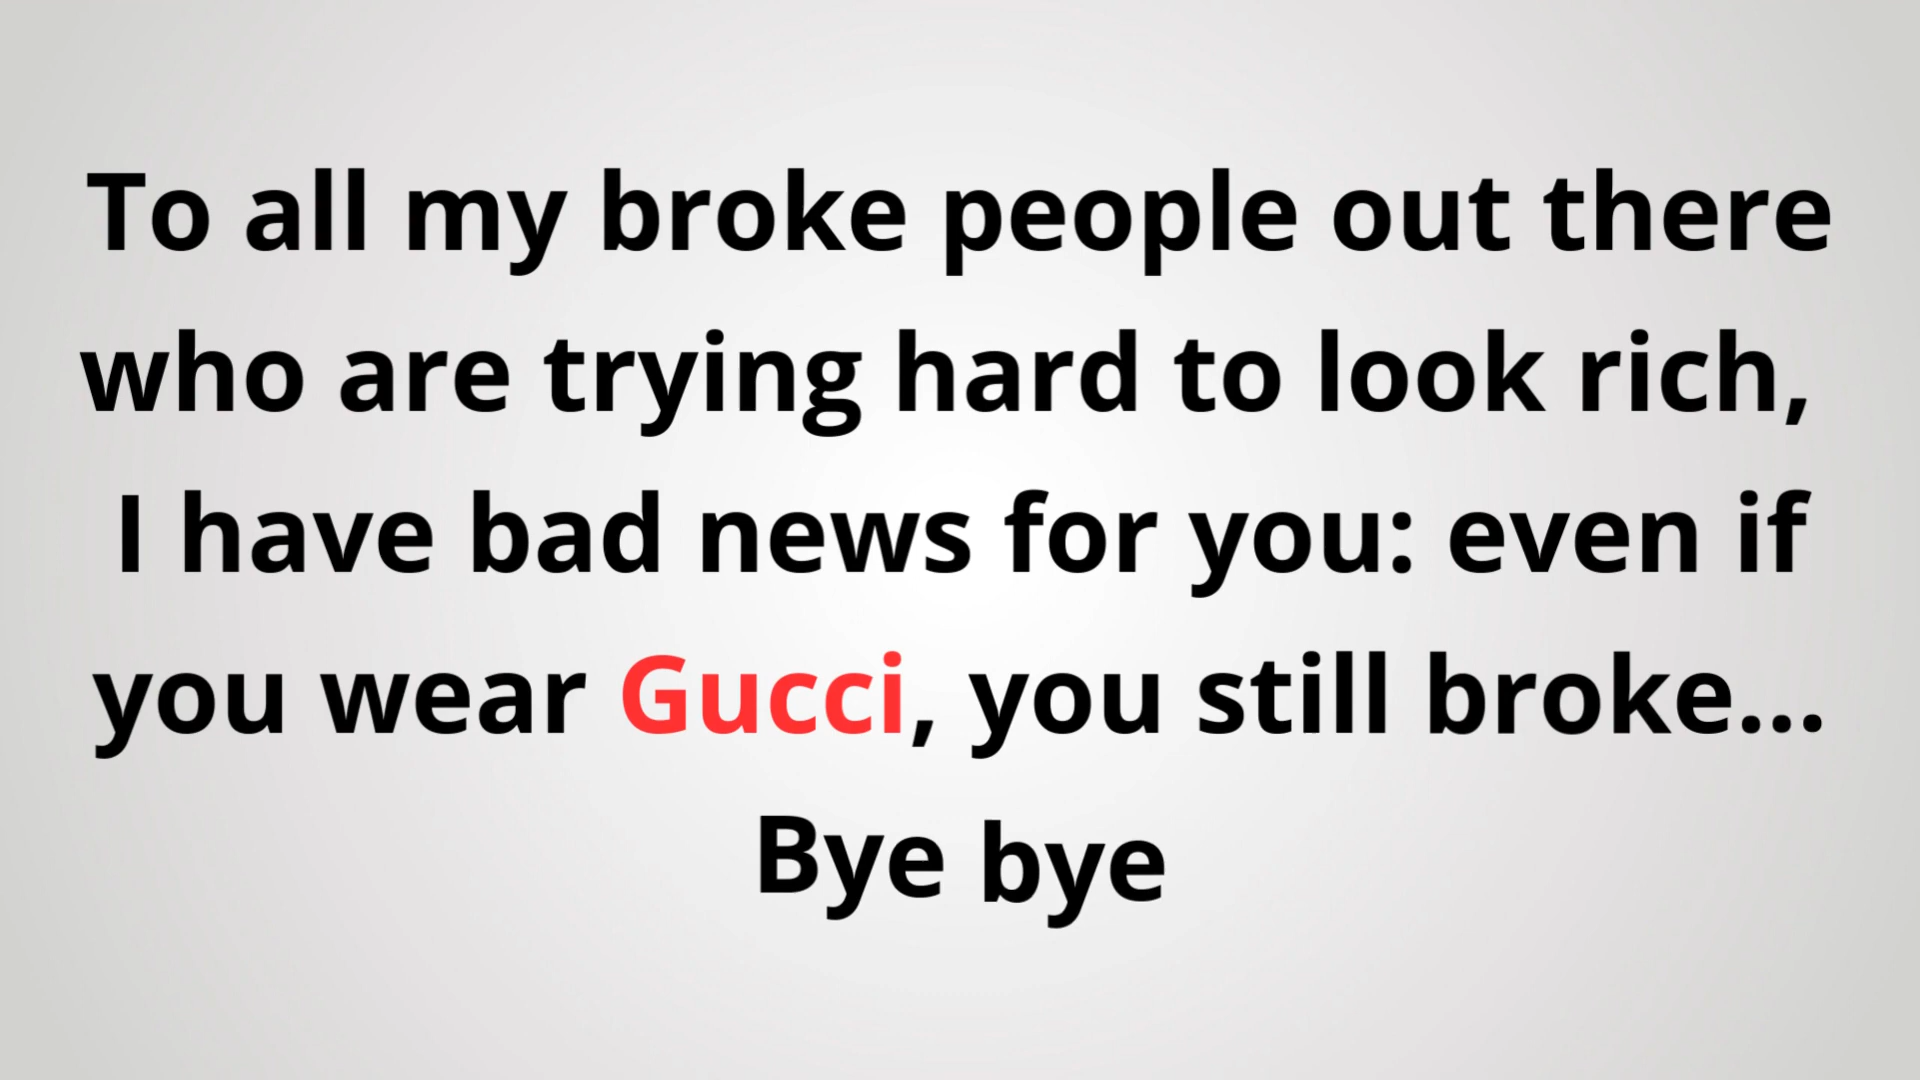 To all my broke people out there
who are trying hard to look rich,
I have bad news for you: even if
you wear Gucci, you still broke...
Bye bye